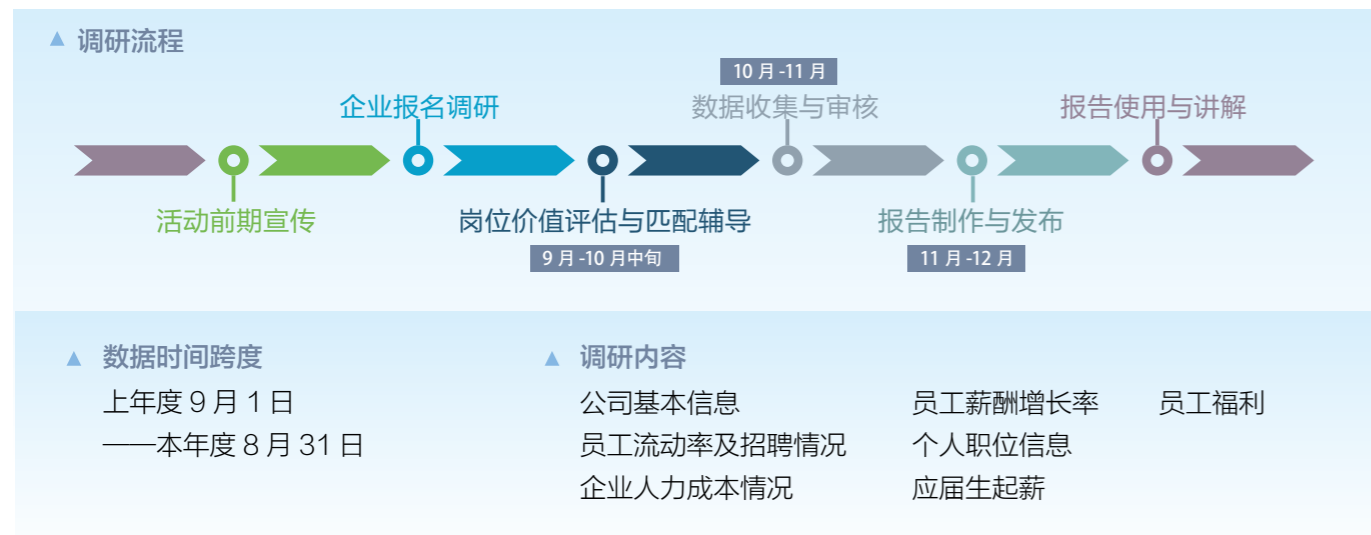 调研流程
10 月 -11 月
企业报名调研
数据收集与审核
报告使用与讲解
活动前期宣传
岗位价值评估与匹配辅导
报告制作与发布
9 月 -10 月中旬
11 月 -12 月
数据时间跨度
上年度 9 月 1 日
——本年度 8 月 31 日
调研内容
公司基本信息
员工薪酬增长率
员工福利
员工流动率及招聘情况
个人职位信息
企业人力成本情况
应届生起薪